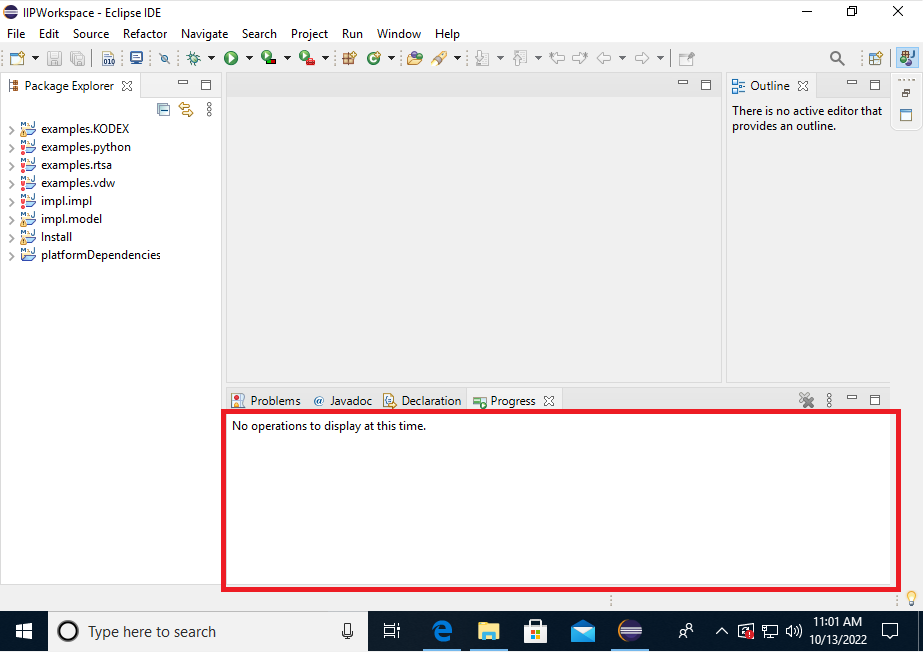 IIPWorkspace - Eclipse IDE
File Edit Source Refactor Navigate Search Project Run Window Help
Package Explorer
examples.KODEX
examples.python
examples.rtsa
examples.vdw
impl.impl
impl.model
Install
platformDependencies
Outline
There is no active editor that
provides an outline.
Problems @ Javadoc Declaration Progress
No operations to display at this time.
Type here to search
11:01 AM
10/13/2022